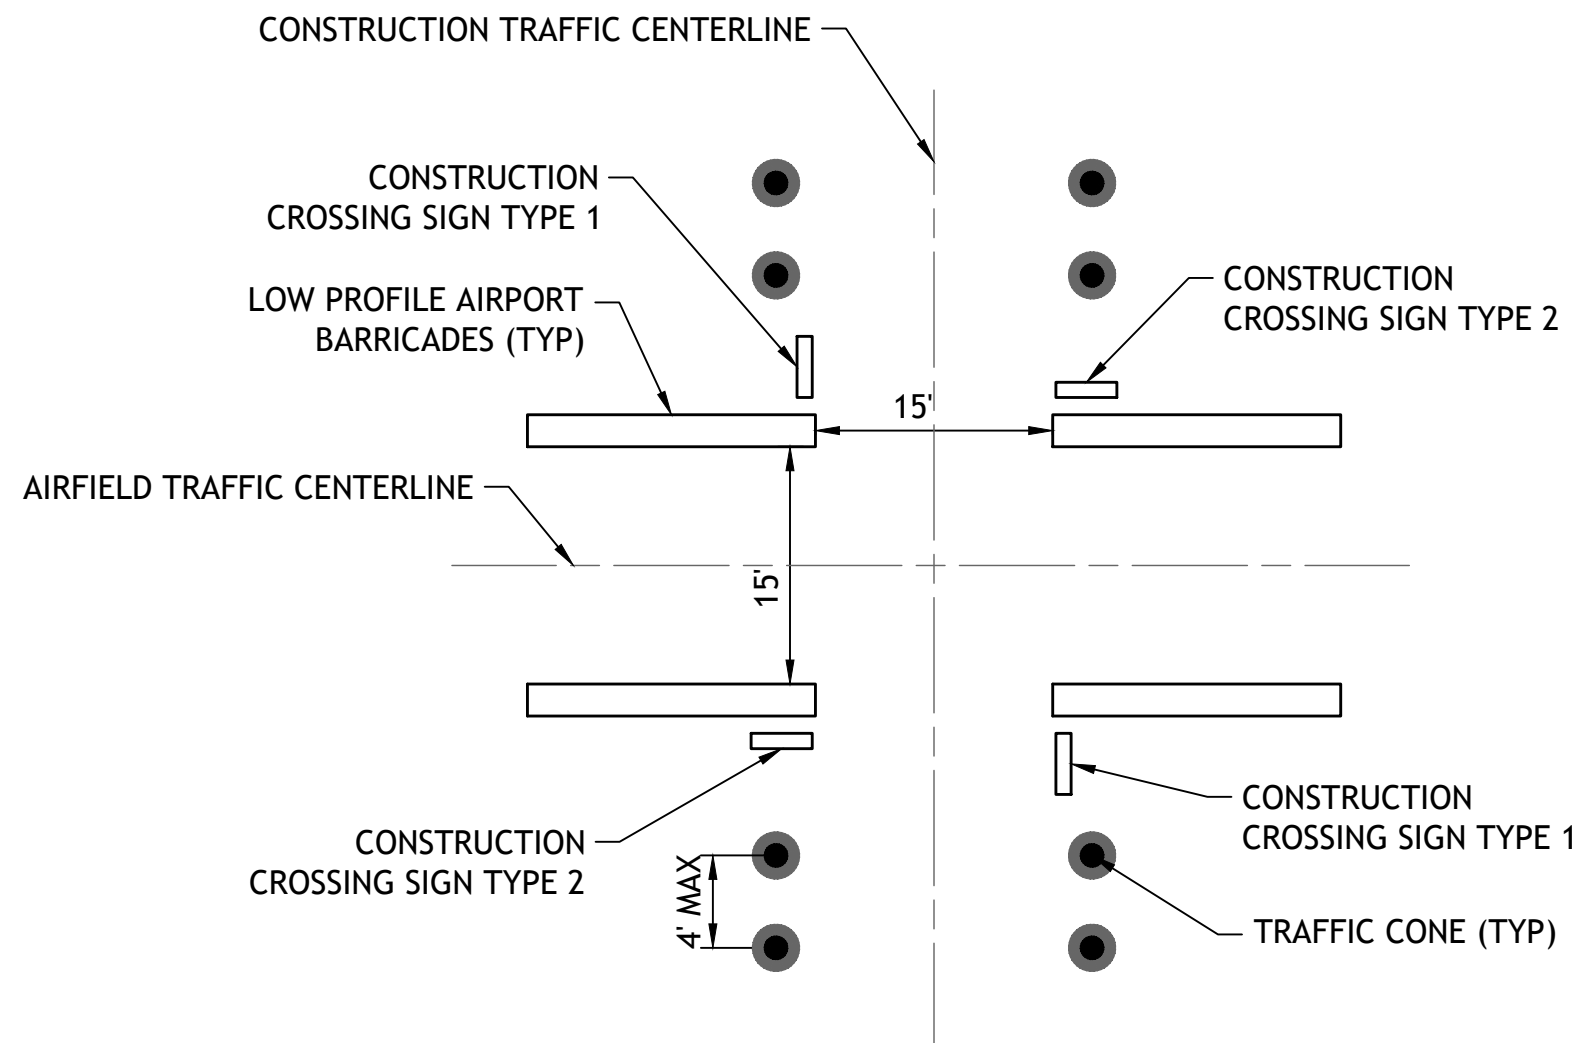 CONSTRUCTION TRAFFIC CENTERLINE
CONSTRUCTION
CROSSING SIGN TYPE 1
CONSTRUCTION
CROSSING SIGN TYPE 2
LOW PROFILE AIRPORT
BARRICADES (TYP)
15'
AIRFIELD TRAFFIC CENTERLINE
15'
CONSTRUCTION
CROSSING SIGN TYPE 1
CONSTRUCTION
CROSSING SIGN TYPE 2
4' MAX
TRAFFIC CONE (TYP)